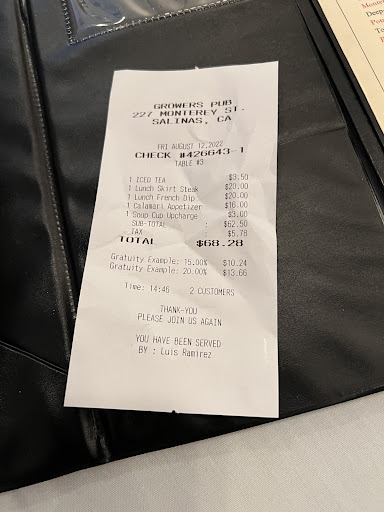 GROWERS PUB
227 MONTEREY ST.
SALINAS, CA
FRI AUGUST 12,2022
CHECK #426643-1
TABLE #3
1 ICED TEA $3.50
1 Lunch Skirt Steak $20.00
1 Lunch French Dip $20.00
1 Calamari Appetizer $16.00
1 Soup Cup Upcharge $3.00
SUB-TOTAL : $62.50
TAX : $5.78
TOTAL $68.28
Gratuity Example: 15.00% $10.24
Gratuity Example: 20.00% $13.66
Time: 14:46 2 CUSTOMERS
THANK-YOU
PLEASE JOIN US AGAIN
YOU HAVE BEEN SERVED
BY : Luis Ramirez